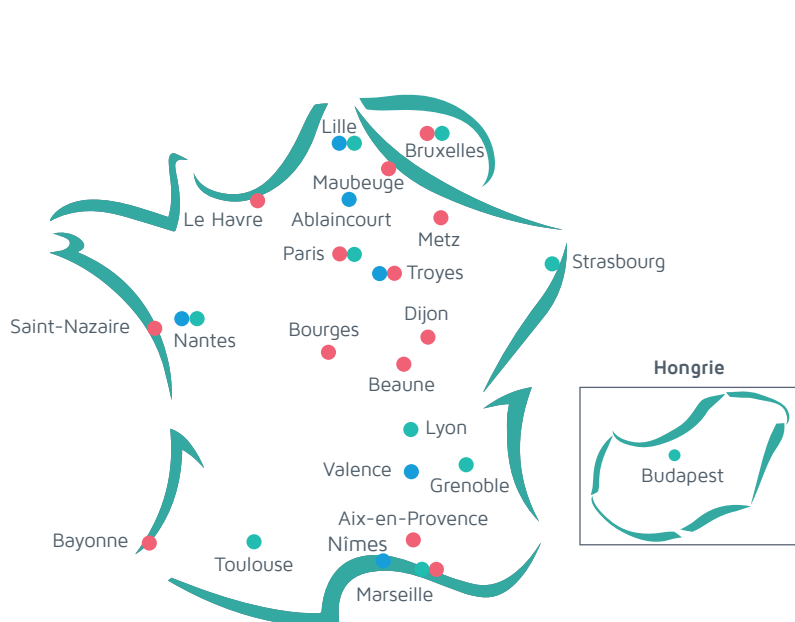 Lille
Bruxelles
Maubeuge
Le Havre
Ablaincourt
Metz
Paris
Strasbourg
Troyes
Saint-Nazaire
Nantes
Bourges
Dijon
Beaune
Hongrie
Lyon
Valence
Grenoble
Budapest
Aix-en-Provence
Bayonne
Nîmes
Toulouse
Marseille